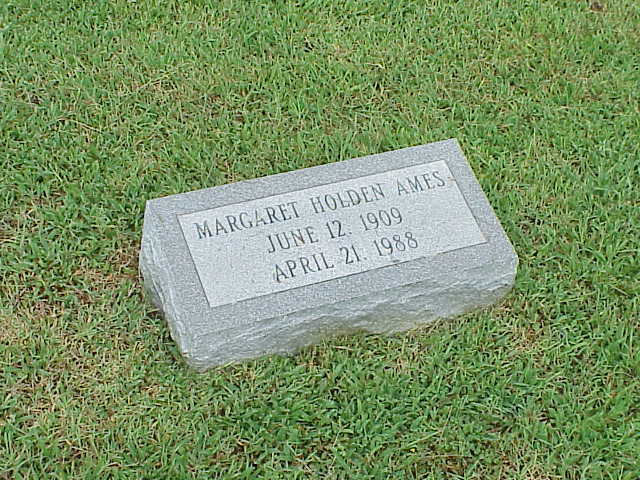 MARGARET HOLDEN AMES
JUNE 12, 1909
APRIL 21, 1988